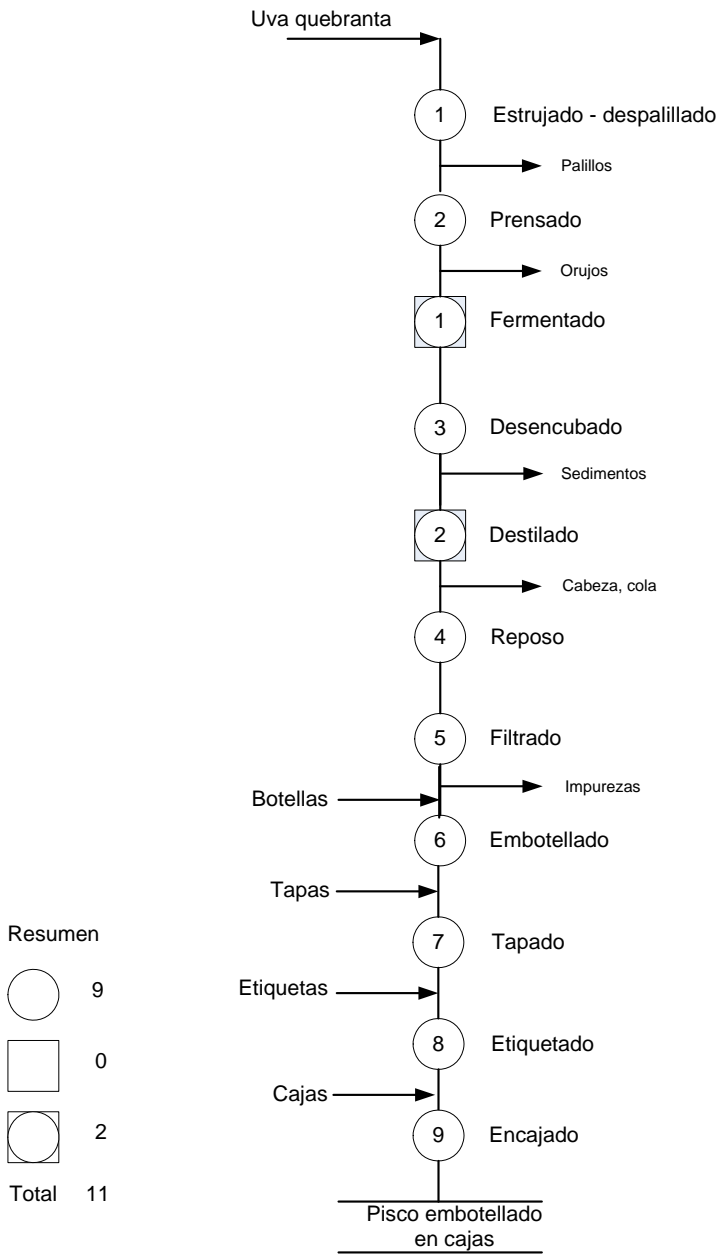 Uva quebranta
1 Estrujado - despalillado
Palillos
2 Prensado
Orujos
1 Fermentado
3 Desencubado
Sedimentos
2 Destilado
Cabeza, cola
4 Reposo
5 Filtrado
Impurezas
Botellas
6 Embotellado
Tapas
7 Tapado
Etiquetas
8 Etiquetado
Cajas
9 Encajado
Pisco embotellado
en cajas
Resumen
9
0
2
Total 11